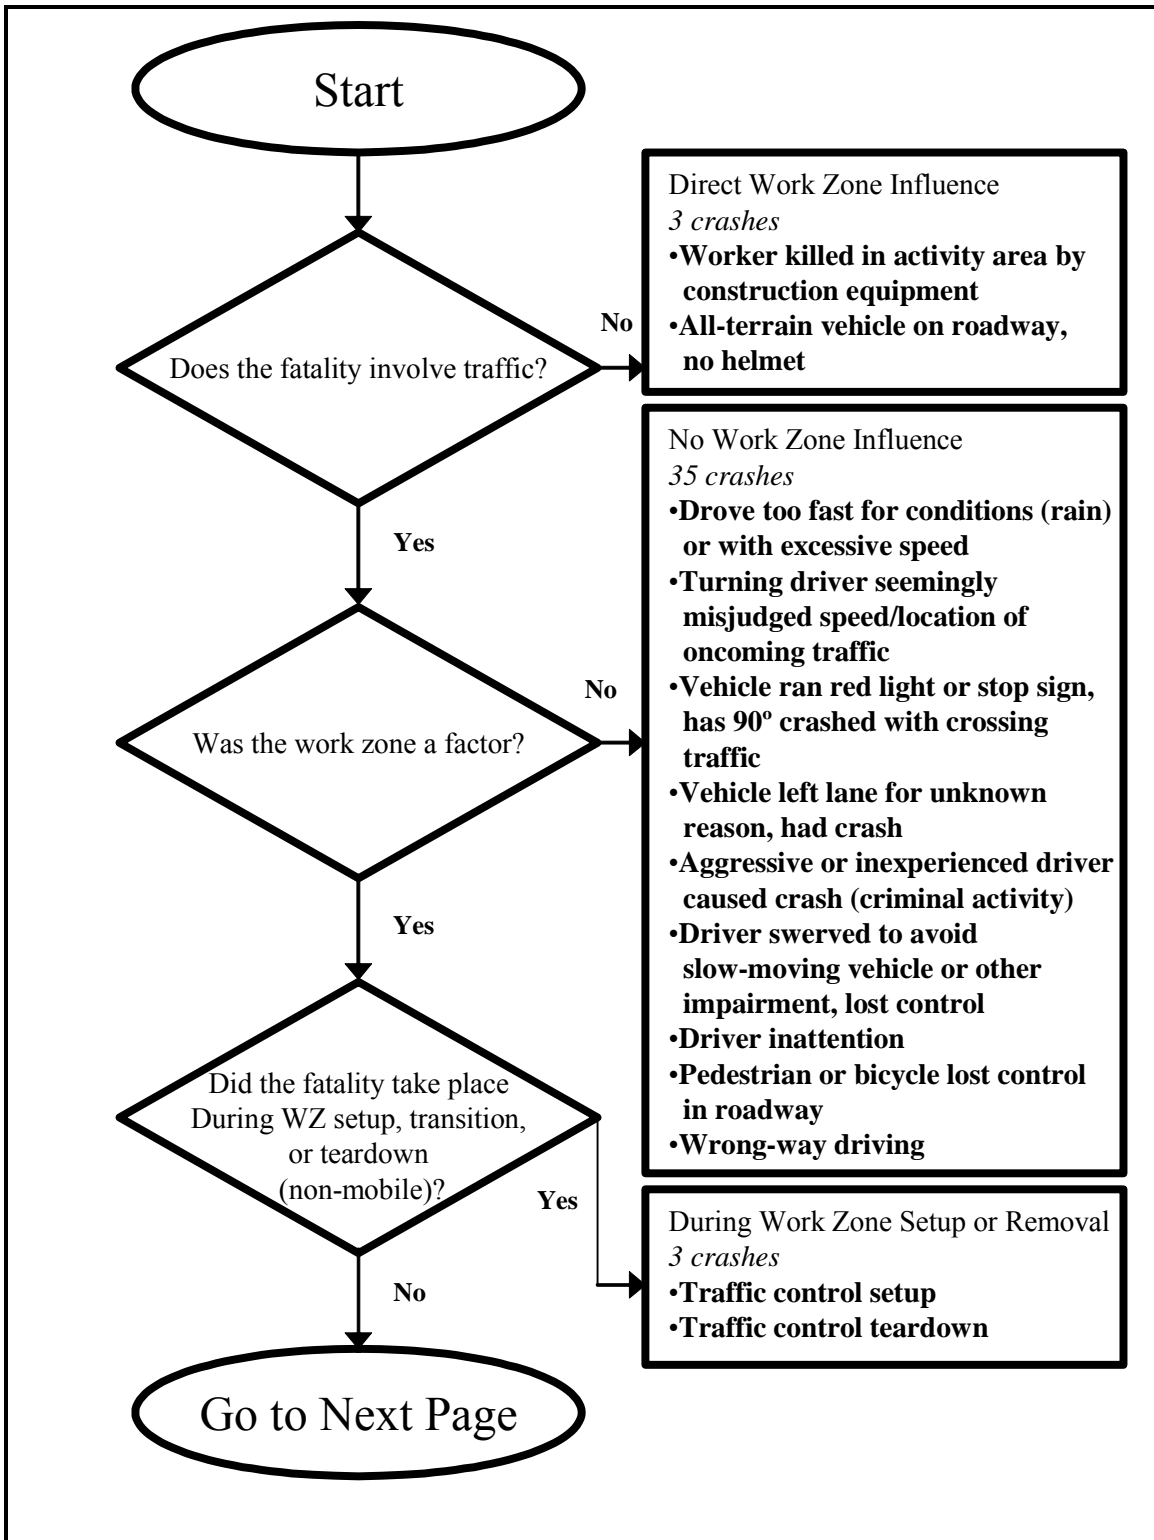 Start
Does the fatality involve traffic?
No
Direct Work Zone Influence
3 crashes
•Worker killed in activity area by
construction equipment
•All-terrain vehicle on roadway,
no helmet
Yes
Was the work zone a factor?
No
No Work Zone Influence
35 crashes
•Drove too fast for conditions (rain)
or with excessive speed
•Turning driver seemingly
misjudged speed/location of
oncoming traffic
•Vehicle ran red light or stop sign,
has 90º crashed with crossing
traffic
•Vehicle left lane for unknown
reason, had crash
•Aggressive or inexperienced driver
caused crash (criminal activity)
•Driver swerved to avoid
slow-moving vehicle or other
impairment, lost control
•Driver inattention
•Pedestrian or bicycle lost control
in roadway
•Wrong-way driving
Yes
Did the fatality take place
During WZ setup, transition,
or teardown
(non-mobile)?
Yes
During Work Zone Setup or Removal
3 crashes
•Traffic control setup
•Traffic control teardown
No
Go to Next Page